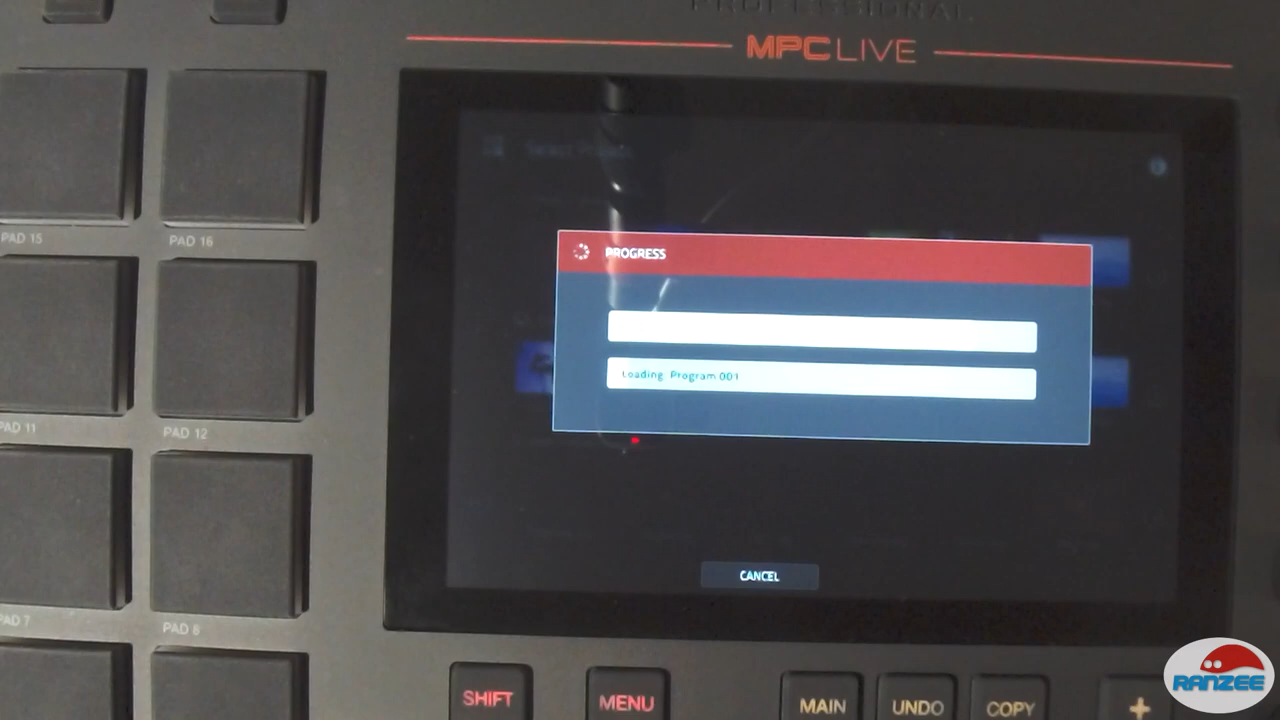 PROFESSIONAL
MPC LIVE
PAD 15
PAD 16
PROGRESS
Loading: Program 001
PAD 11
PAD 12
CANCEL
PAD 7
PAD 8
SHIFT
MENU
MAIN
UNDO
COPY
+
RANZEE